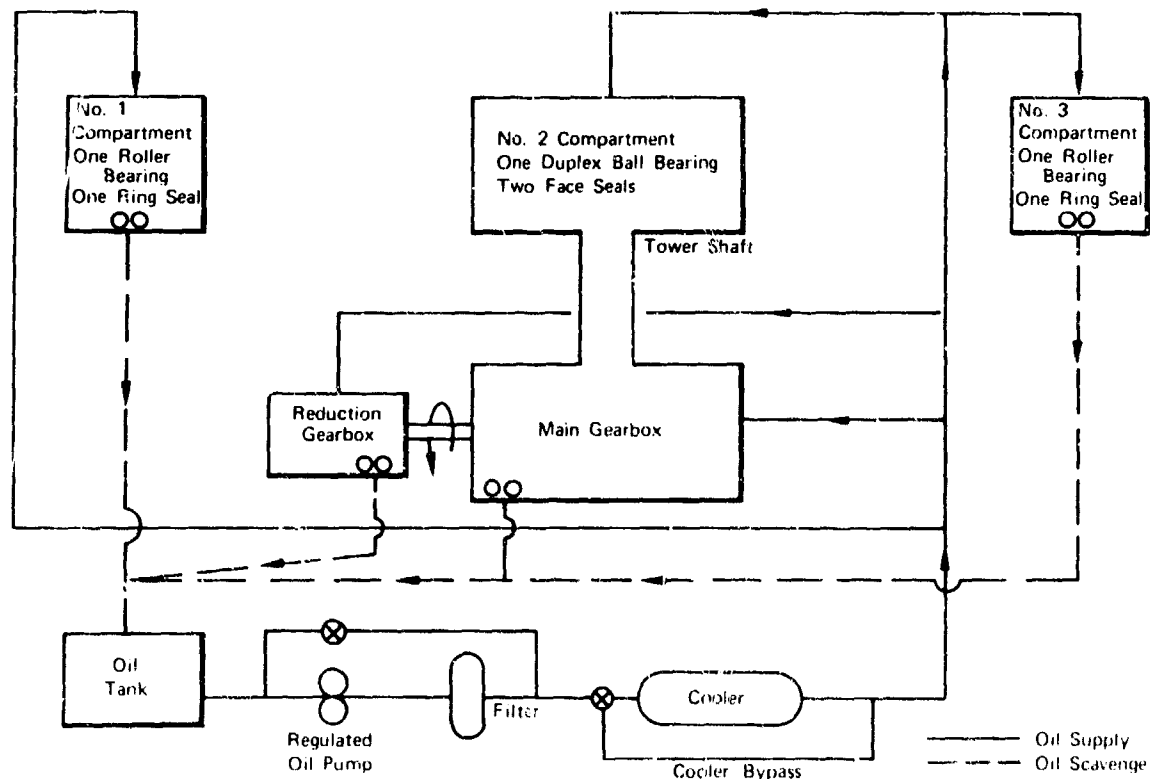 No. 1
Compartment
One Roller
Bearing
One Ring Seal
No. 2 Compartment
One Duplex Ball Bearing
Two Face Seals
No. 3
Compartment
One Roller
Bearing
One Ring Seal
Tower Shaft
Reduction
Gearbox
Main Gearbox
Oil
Tank
Regulated
Oil Pump
Filter
Cooler
Cooler Bypass
Oil Supply
Oil Scavenge